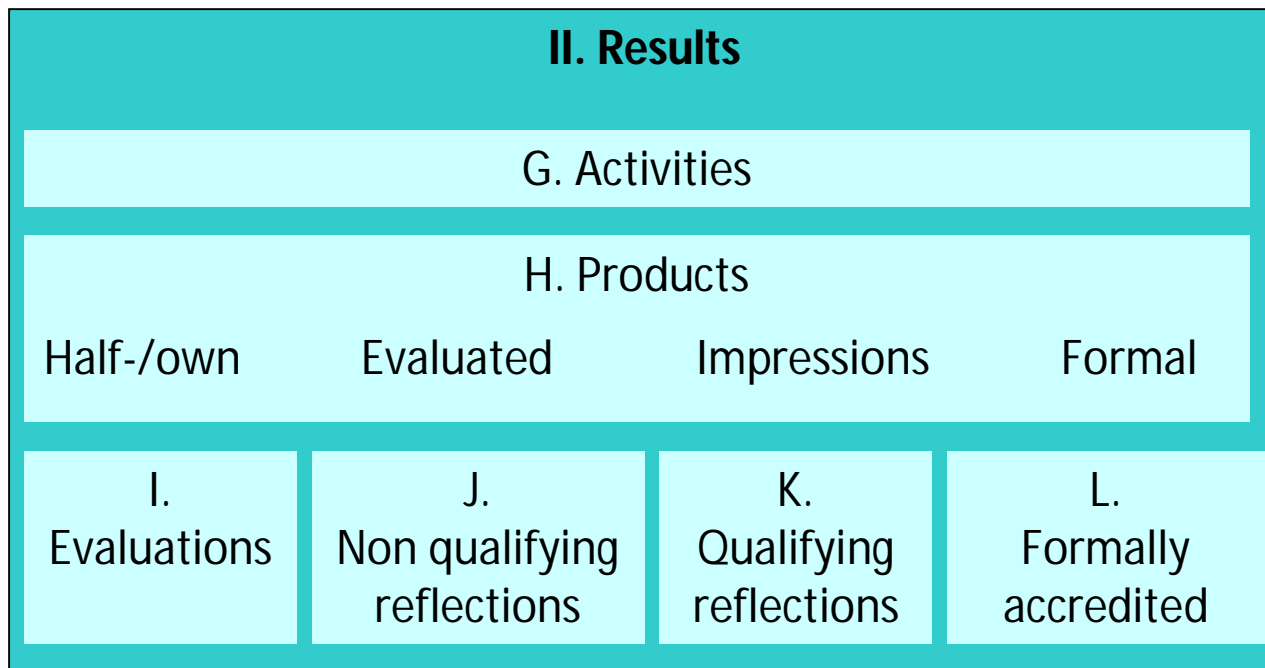 II. Results
G. Activities
H. Products
Half-/own Evaluated Impressions Formal
I.
Evaluations
J.
Non qualifying
reflections
K.
Qualifying
reflections
L.
Formally
accredited